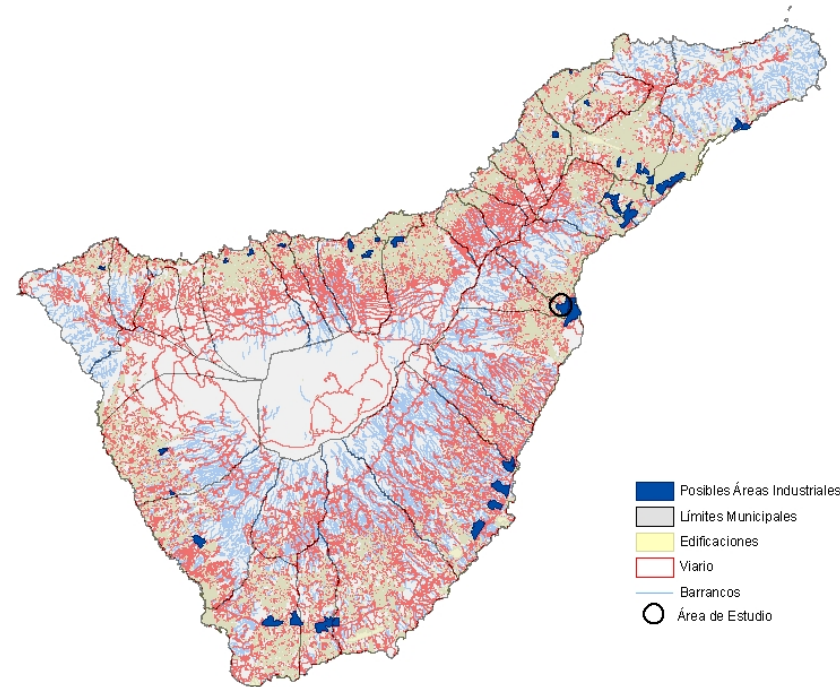 Posibles Áreas Industriales
Límites Municipales
Edificaciones
Viario
Barrancos
Área de Estudio